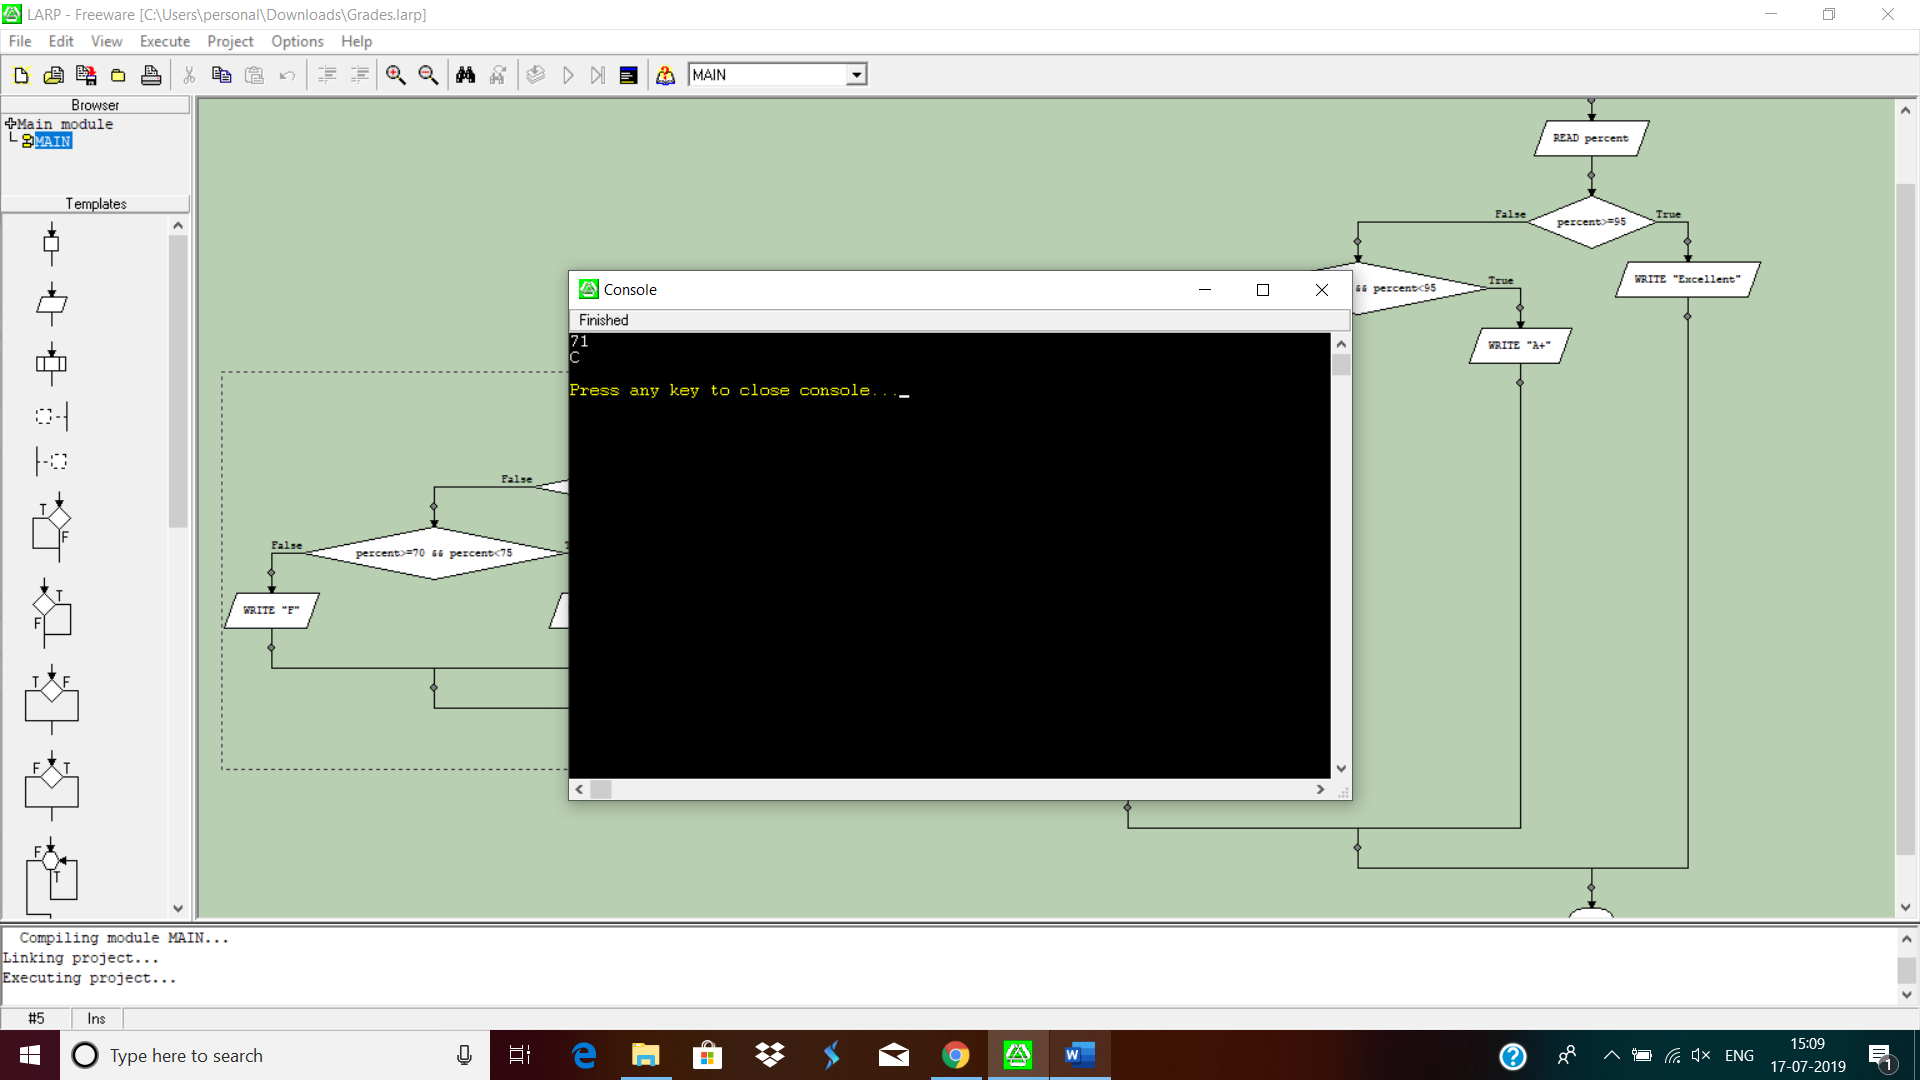 LARP - Freeware [C:\Users\personal\Downloads\Grades.larp]
File Edit View Execute Project Options Help
MAIN
Browser
Main module
MAIN
Templates
T
F
T
F
T F
F T
F
T
READ percent
False percent>=95 True
WRITE "Excellent"
&& percent<95 True
WRITE "A+"
False
False percent>=70 && percent<75
WRITE "F"
Console
Finished
71
C
Press any key to close console..._
Compiling module MAIN...
Linking project...
Executing project...
#5 Ins
Type here to search
ENG
15:09
17-07-2019
1